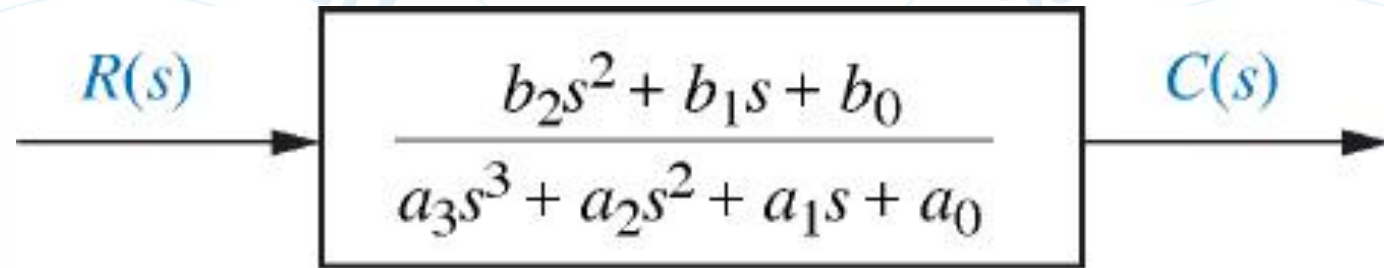 R(s)
b₂s² + b₁s + b₀
a₃s³ + a₂s² + a₁s + a₀
C(s)